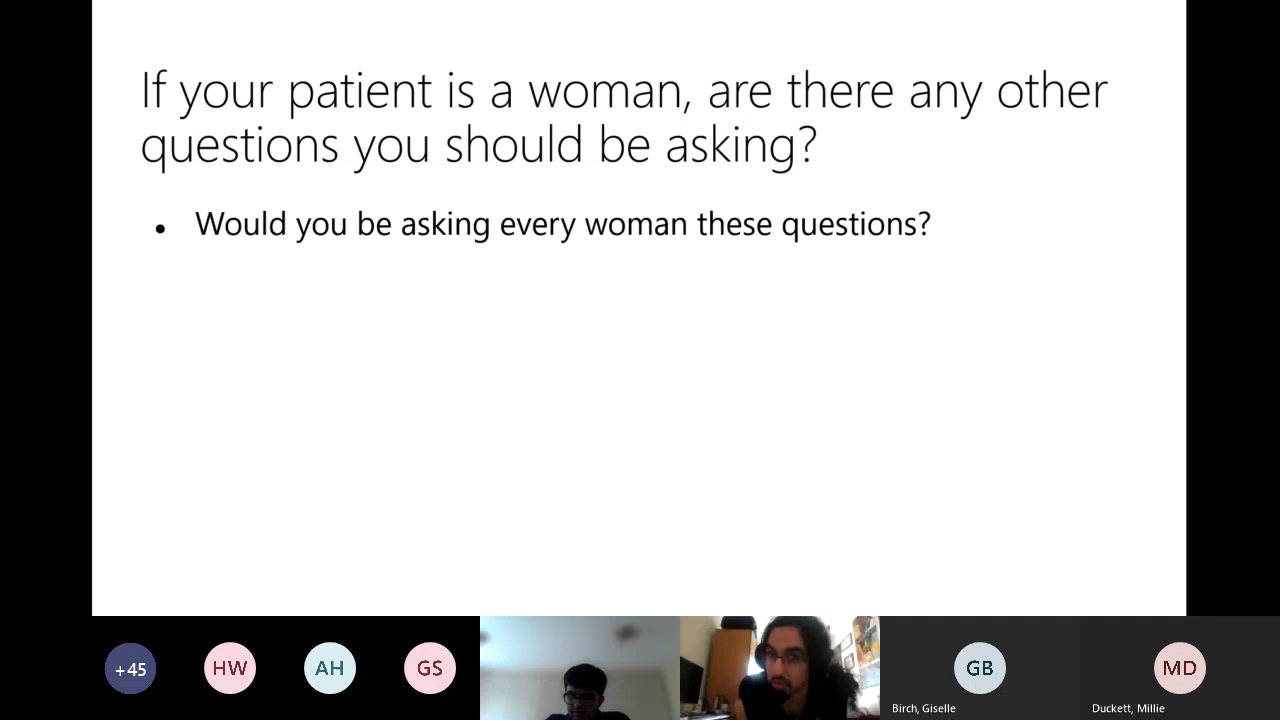 If your patient is a woman, are there any other
questions you should be asking?
• Would you be asking every woman these questions?
+45
HW
AH
GS
GB
MD
Birch, Giselle
Duckett, Millie